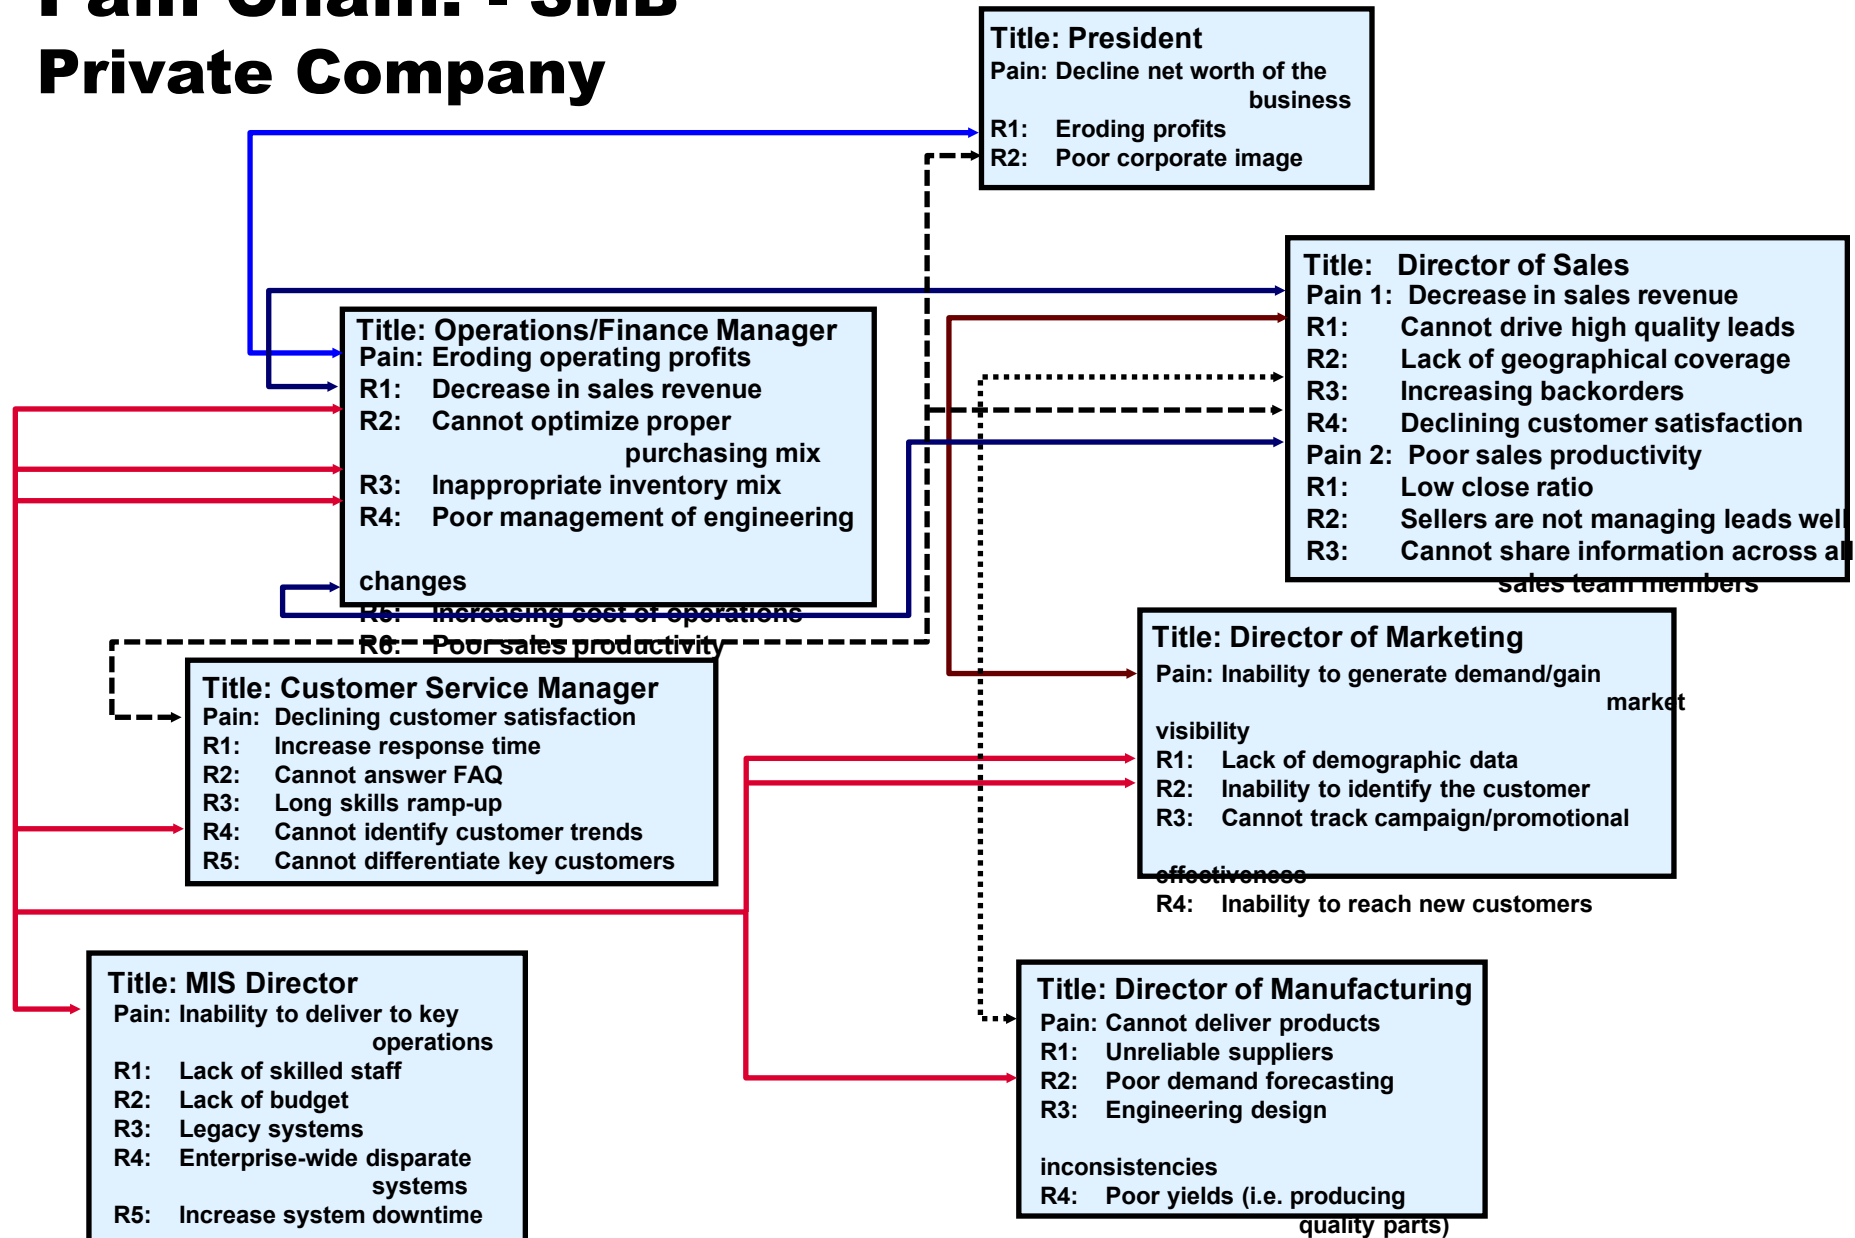 Pain Chain: - SMB
Private Company
Title: President
Pain: Decline net worth of the
business
R1: Eroding profits
R2: Poor corporate image
Title: Director of Sales
Pain 1: Decrease in sales revenue
R1: Cannot drive high quality leads
R2: Lack of geographical coverage
R3: Increasing backorders
R4: Declining customer satisfaction
Pain 2: Poor sales productivity
R1: Low close ratio
R2: Sellers are not managing leads well
R3: Cannot share information across all
sales team members
Title: Operations/Finance Manager
Pain: Eroding operating profits
R1: Decrease in sales revenue
R2: Cannot optimize proper
purchasing mix
R3: Inappropriate inventory mix
R4: Poor management of engineering
changes
R5: Increasing cost of operations
R6: Poor sales productivity
Title: Customer Service Manager
Pain: Declining customer satisfaction
R1: Increase response time
R2: Cannot answer FAQ
R3: Long skills ramp-up
R4: Cannot identify customer trends
R5: Cannot differentiate key customers
Title: Director of Marketing
Pain: Inability to generate demand/gain
market
visibility
R1: Lack of demographic data
R2: Inability to identify the customer
R3: Cannot track campaign/promotional
effectiveness
R4: Inability to reach new customers
Title: MIS Director
Pain: Inability to deliver to key
operations
R1: Lack of skilled staff
R2: Lack of budget
R3: Legacy systems
R4: Enterprise-wide disparate
systems
R5: Increase system downtime
Title: Director of Manufacturing
Pain: Cannot deliver products
R1: Unreliable suppliers
R2: Poor demand forecasting
R3: Engineering design
inconsistencies
R4: Poor yields (i.e. producing
quality parts)